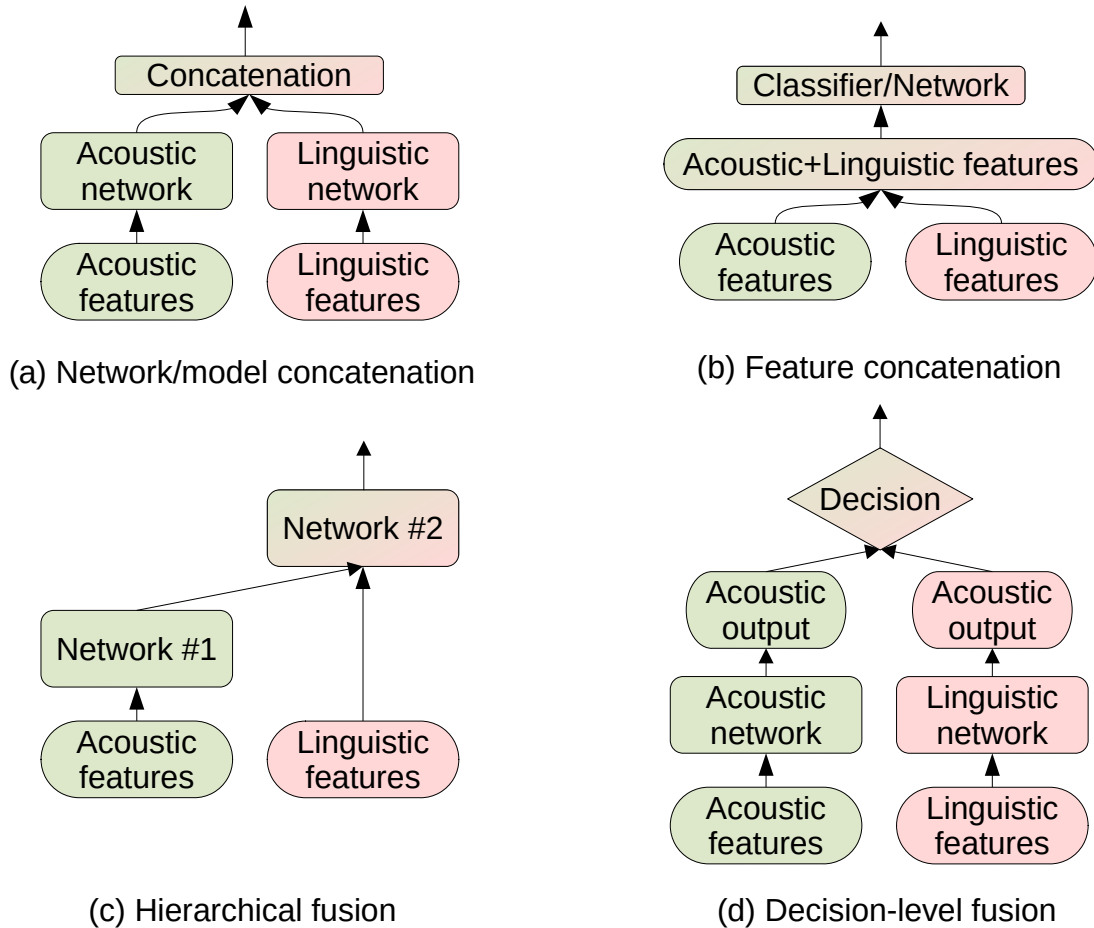 Concatenation
Acoustic
network
Linguistic
network
Acoustic
features
Linguistic
features
(a) Network/model concatenation
Classifier/Network
Acoustic+Linguistic features
Acoustic
features
Linguistic
features
(b) Feature concatenation
Network #2
Network #1
Acoustic
features
Linguistic
features
(c) Hierarchical fusion
Decision
Acoustic
output
Acoustic
output
Acoustic
network
Linguistic
network
Acoustic
features
Linguistic
features
(d) Decision-level fusion